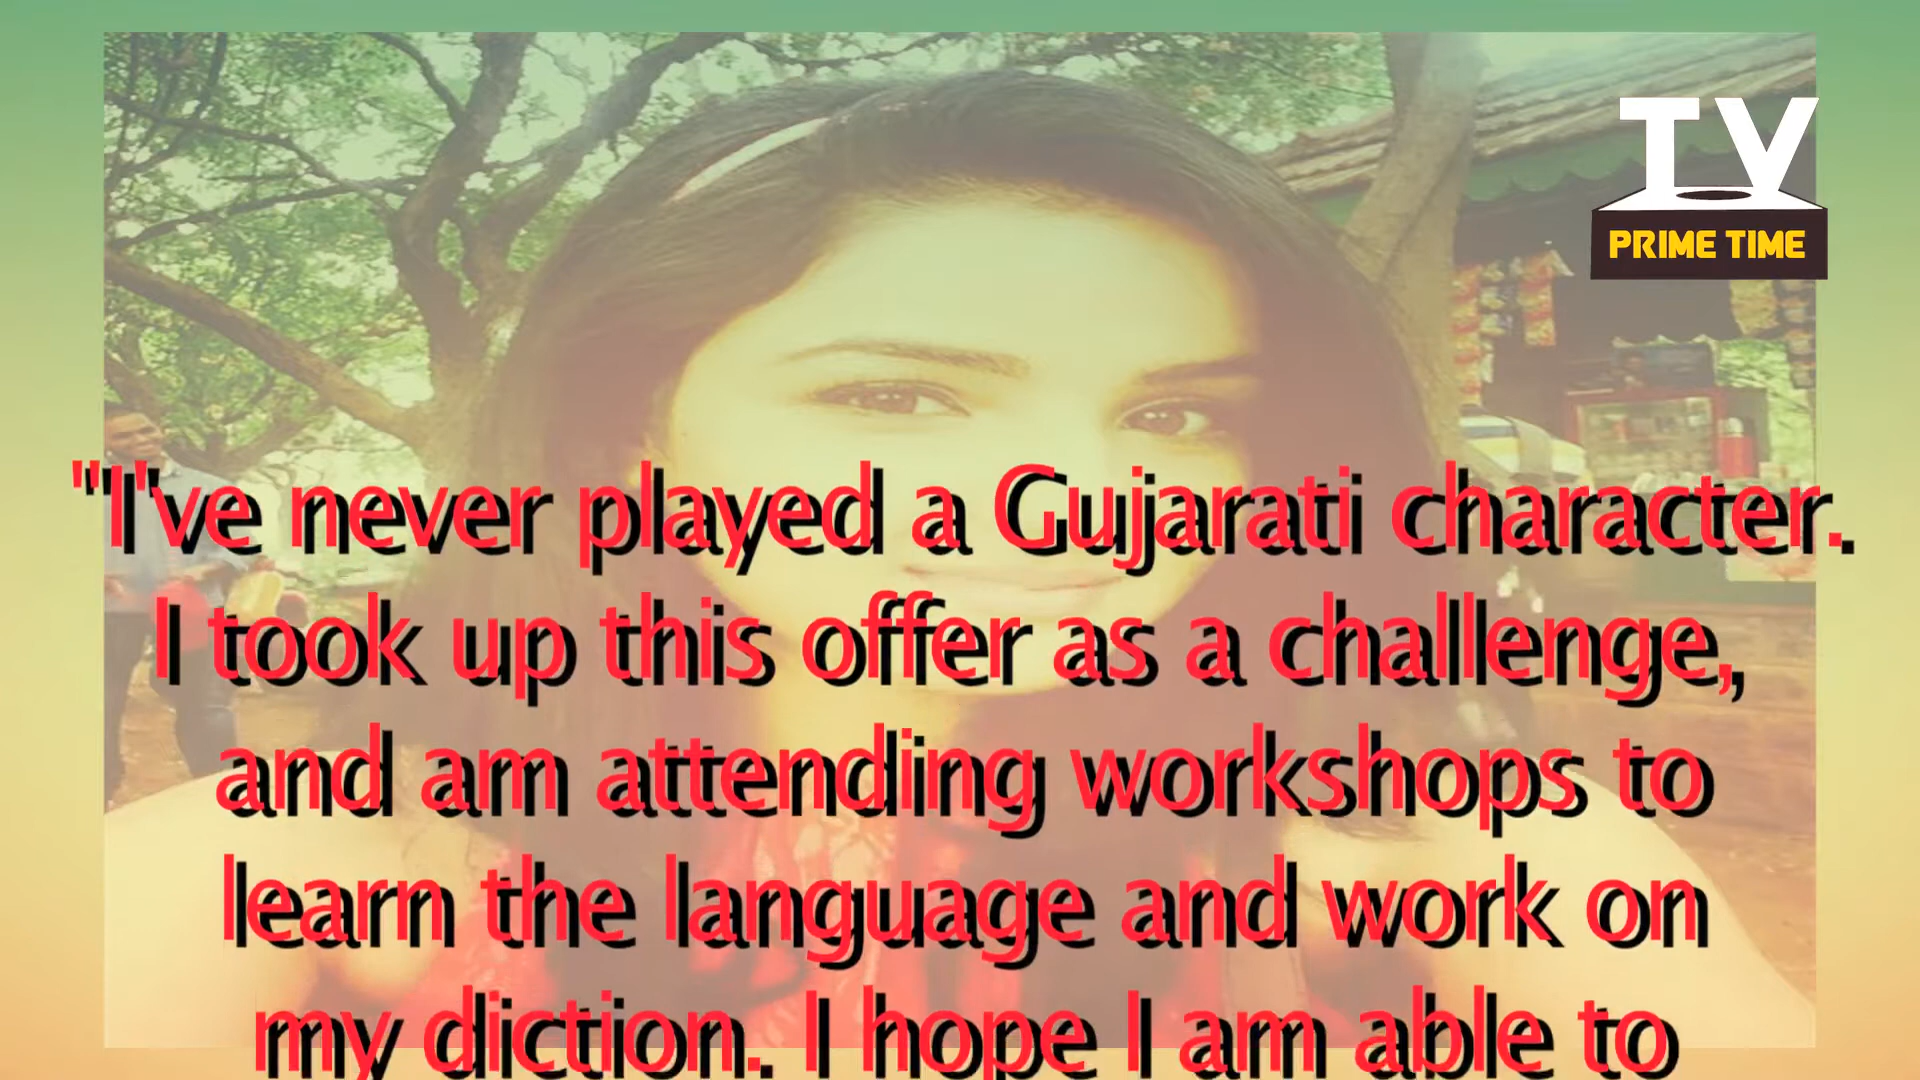 TV
PRIME TIME
"I've never played a Gujarati character.
I took up this offer as a challenge,
and am attending workshops to
learn the language and work on
my diction. I hope I am able to